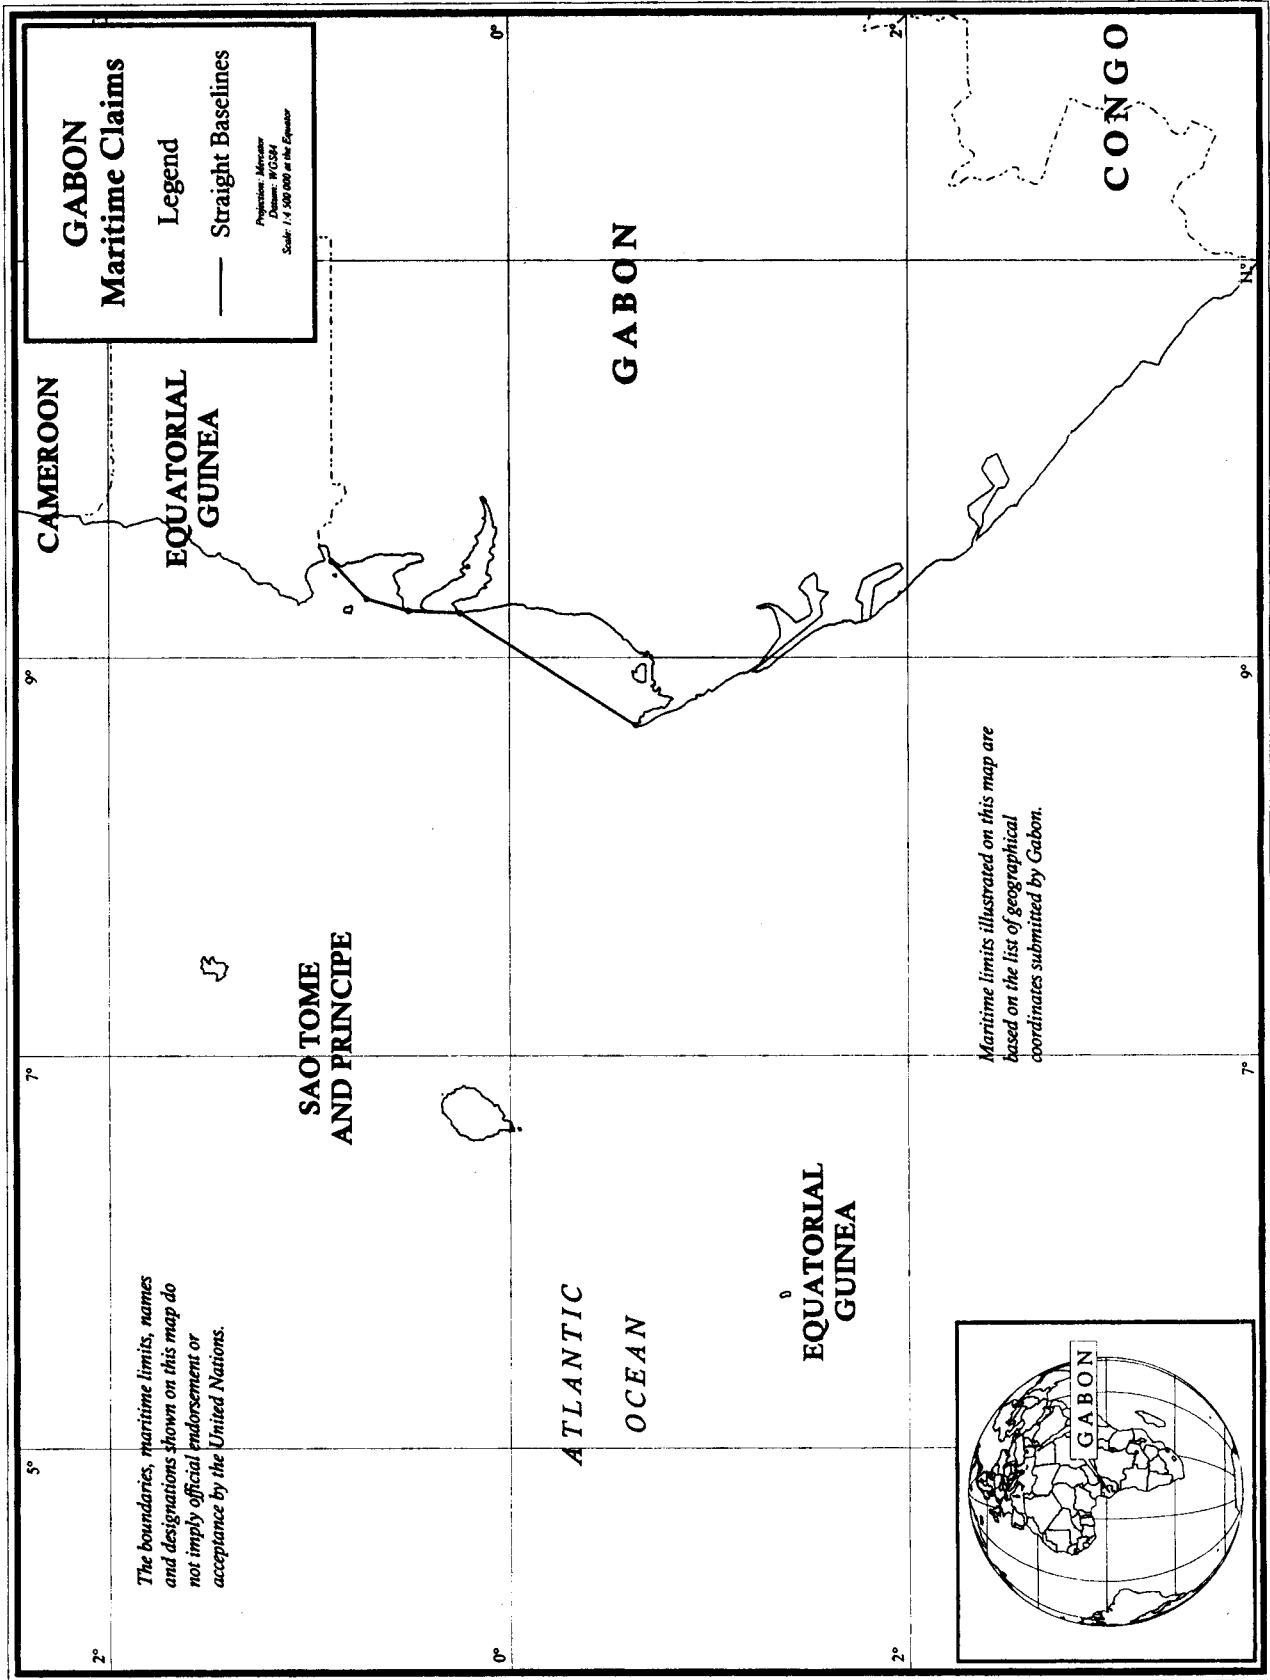 GABON
Maritime Claims
Legend
Straight Baselines
Projection: Mercator
Datum: WGS84
Scale: 1:4 500 000 at the Equator
The boundaries, maritime limits, names
and designations shown on this map do
not imply official endorsement or
acceptance by the United Nations.
CAMEROON
EQUATORIAL
GUINEA
SAO TOME
AND PRINCIPE
GABON
CONGO
ATLANTIC
OCEAN
EQUATORIAL
GUINEA
Maritime limits illustrated on this map are
based on the list of geographical
coordinates submitted by Gabon.
GABON
5°
7°
9°
2°
2°
0°
0°
2°
2°
7°
9°